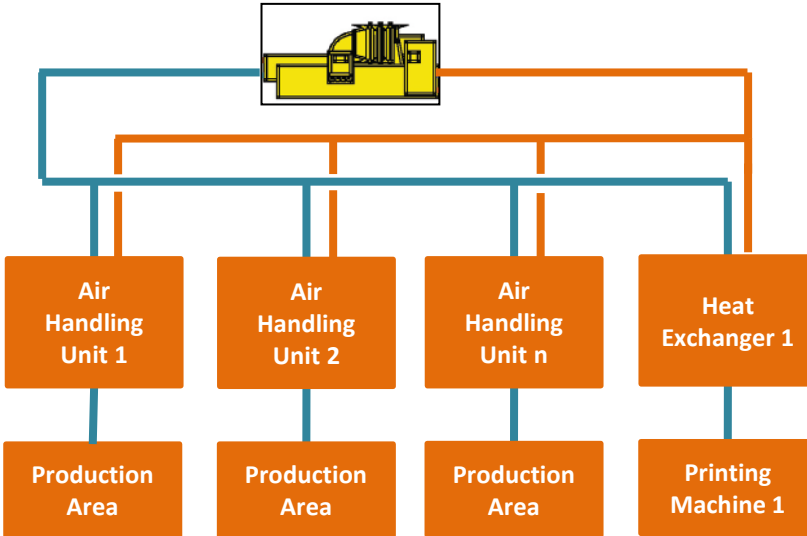 Air
Handling
Unit 1
Air
Handling
Unit 2
Air
Handling
Unit n
Heat
Exchanger 1
Production
Area
Production
Area
Production
Area
Printing
Machine 1